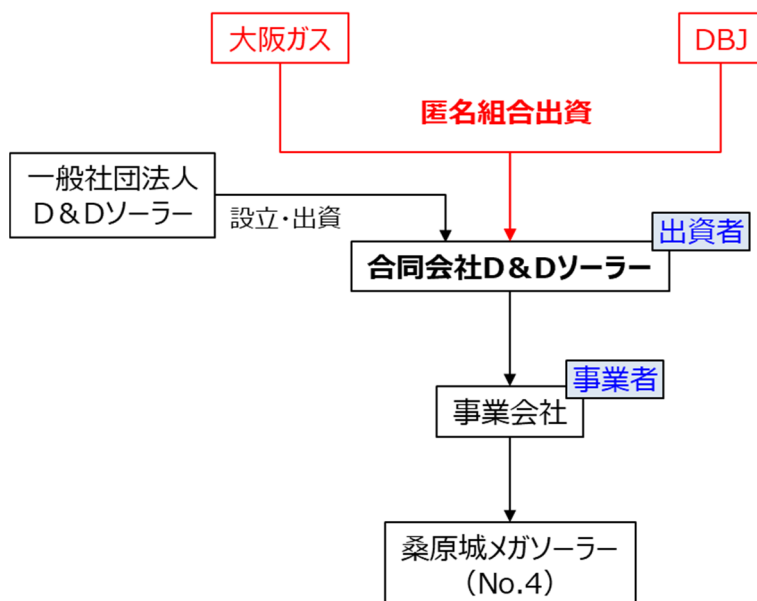 大阪ガス
DBJ
匿名組合出資
一般社団法人
D&Dソーラー
設立・出資
出資者
合同会社D&Dソーラー
事業者
事業会社
桑原城メガソーラー
（No.4）